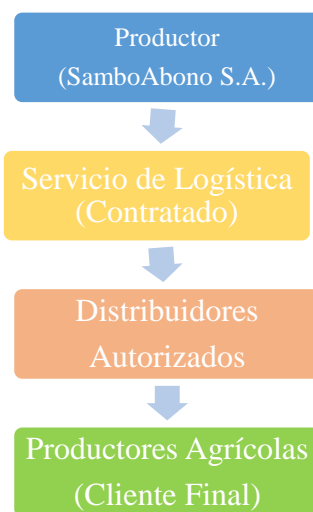 Productor
(SamboAbono S.A.)
Servicio de Logística
(Contratado)
Distribuidores
Autorizados
Productores Agrícolas
(Cliente Final)